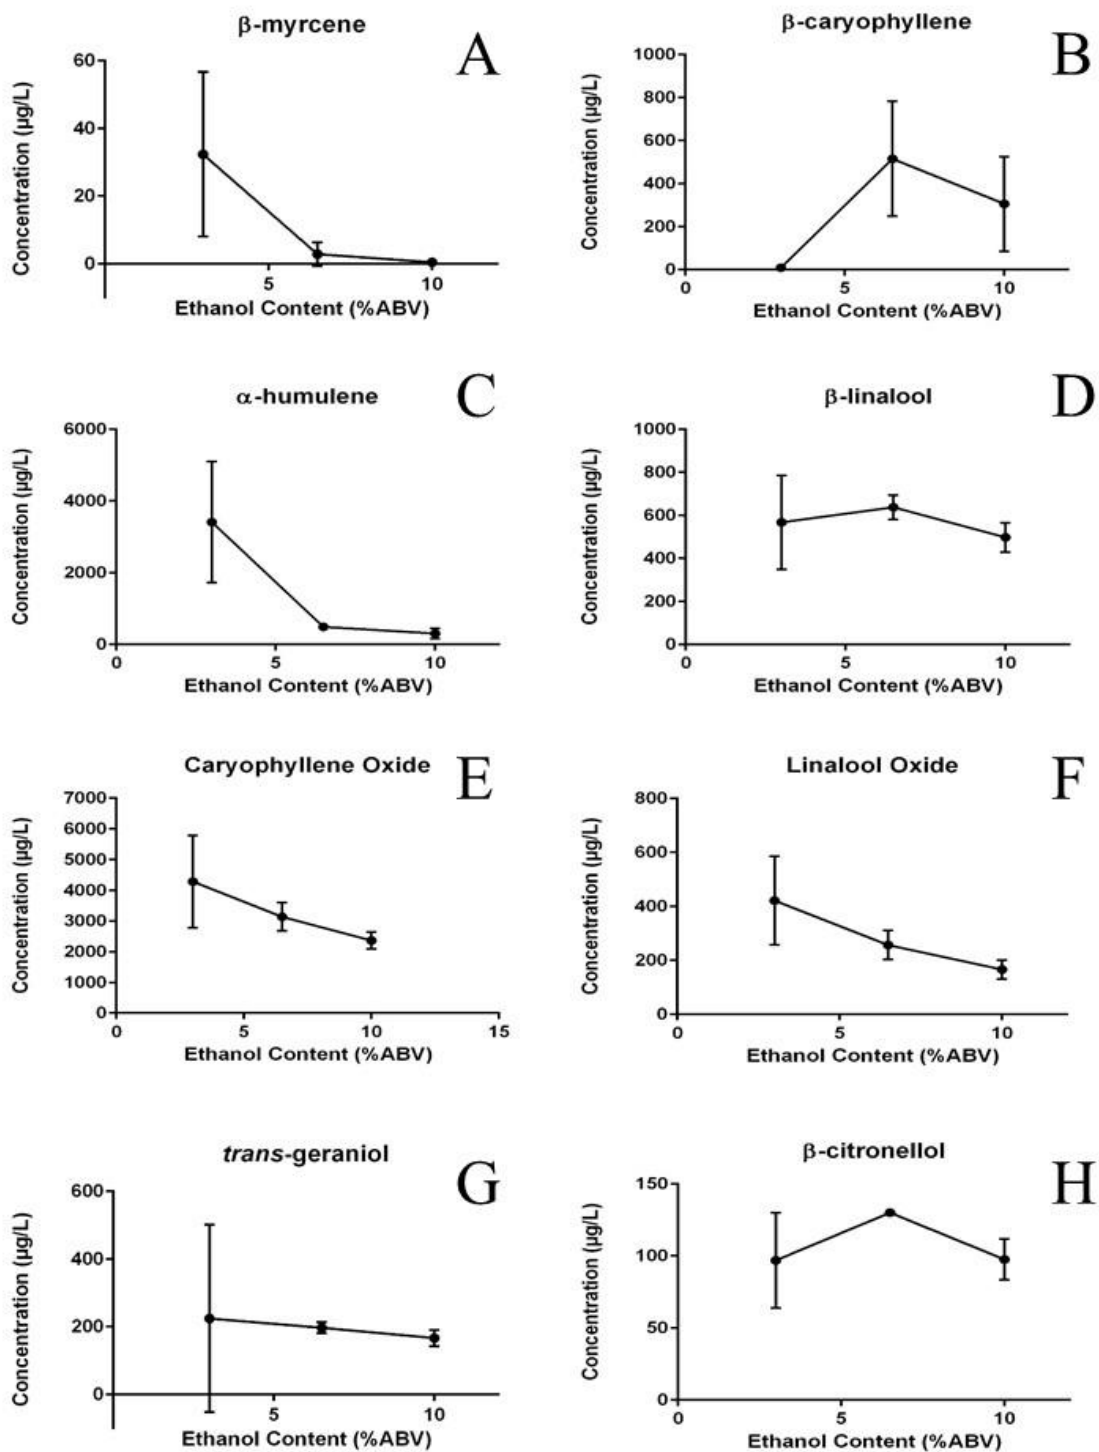 β-myrcene
A
Concentration (µg/L)
60
40
20
0
5
10
Ethanol Content (%ABV)
β-caryophyllene
B
Concentration (µg/L)
1000
800
600
400
200
0
0
5
10
Ethanol Content (%ABV)
α-humulene
C
Concentration (µg/L)
6000
4000
2000
0
0
5
10
Ethanol Content (%ABV)
β-linalool
D
Concentration (µg/L)
1000
800
600
400
200
0
0
5
10
Ethanol Content (%ABV)
Caryophyllene Oxide
E
Concentration (µg/L)
7000
6000
5000
4000
3000
2000
1000
0
0
5
10
15
Ethanol Content (%ABV)
Linalool Oxide
F
Concentration (µg/L)
800
600
400
200
0
0
5
10
Ethanol Content (%ABV)
trans-geraniol
G
Concentration (µg/L)
600
400
200
0
5
10
Ethanol Content (%ABV)
β-citronellol
H
Concentration (µg/L)
150
100
50
0
0
5
10
Ethanol Content (%ABV)